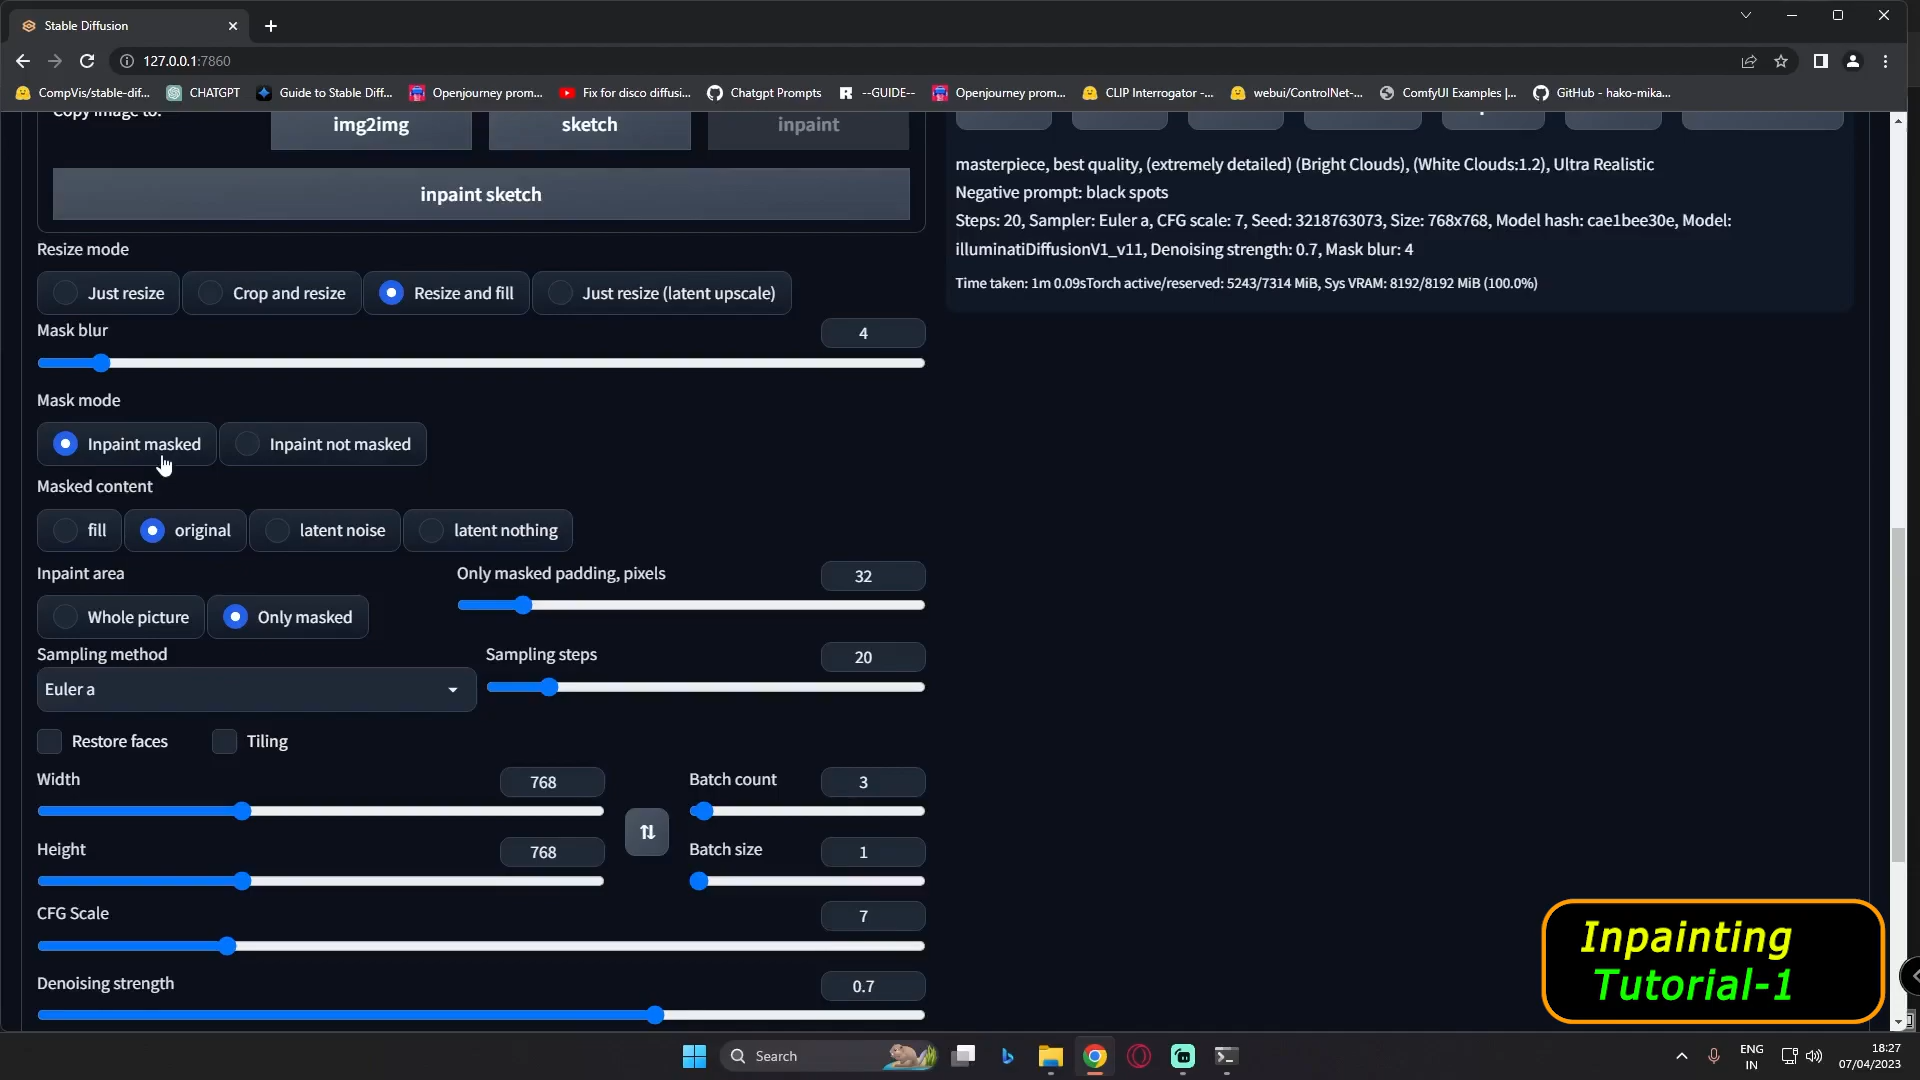 Stable Diffusion
127.0.0.1:7860
CompVis/stable-dif... CHATGPT Guide to Stable Diff... Openjourney prom... Fix for disco diffusi... Chatgpt Prompts --GUIDE-- Openjourney prom... CLIP Interrogator -... webui/ControlNet-... ComfyUI Examples |... GitHub - hako-mika...
Copy image to:
img2img sketch inpaint
inpaint sketch
masterpiece, best quality, (extremely detailed) (Bright Clouds), (White Clouds:1.2), Ultra Realistic
Negative prompt: black spots
Steps: 20, Sampler: Euler a, CFG scale: 7, Seed: 3218763073, Size: 768x768, Model hash: cae1bee30e, Model:
illuminatiDiffusionV1_v11, Denoising strength: 0.7, Mask blur: 4
Time taken: 1m 0.09sTorch active/reserved: 5243/7314 MiB, Sys VRAM: 8192/8192 MiB (100.0%)
Resize mode
Just resize Crop and resize Resize and fill Just resize (latent upscale)
Mask blur 4
Mask mode
Inpaint masked Inpaint not masked
Masked content
fill original latent noise latent nothing
Inpaint area Only masked padding, pixels 32
Whole picture Only masked
Sampling method Sampling steps 20
Euler a
Restore faces Tiling
Width 768 Batch count 3
Height 768 Batch size 1
CFG Scale 7
Denoising strength 0.7
Inpainting
Tutorial-1
Search
ENG
IN
18:27
07/04/2023